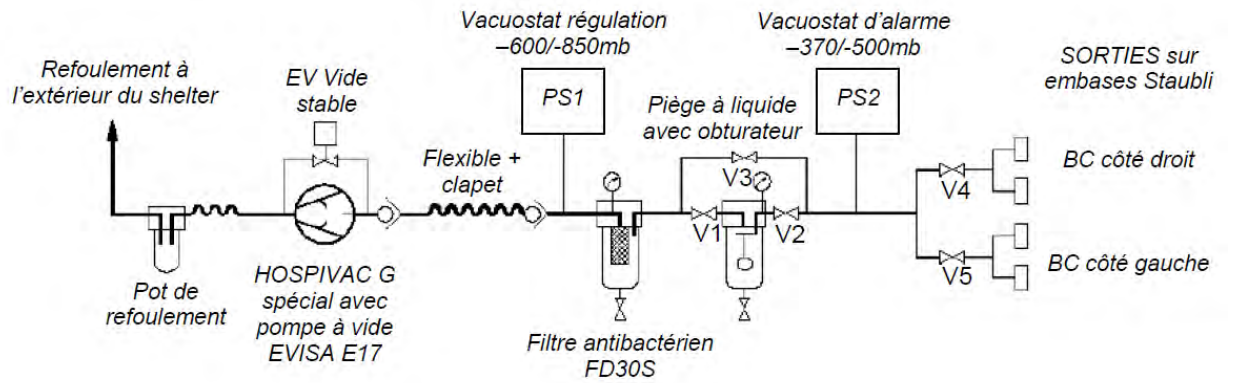 Vacuostat régulation
–600/-850mb
Vacuostat d'alarme
–370/-500mb
SORTIES sur
embases Staubli
Refoulement à
l'extérieur du shelter
EV Vide
stable
PS1
Piège à liquide
avec obturateur
PS2
Flexible +
clapet
V3
V4
BC côté droit
V1
V2
V5
BC côté gauche
Pot de
refoulement
HOSPIVAC G
spécial avec
pompe à vide
EVISA E17
Filtre antibactérien
FD30S